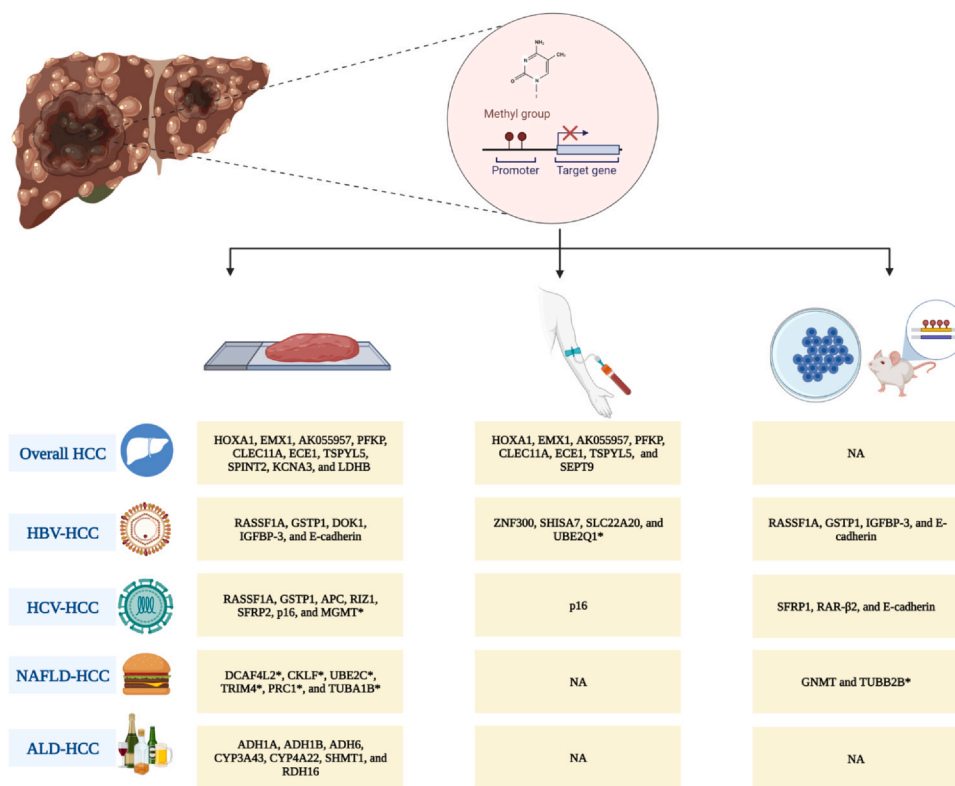 NH₂
CH₃
N
O
N
Methyl group
Promoter
Target gene
Overall HCC
HOXA1, EMX1, AK055957, PFKP,
CLEC11A, ECE1, TSPYL5,
SPINT2, KCNA3, and LDHB
HOXA1, EMX1, AK055957, PFKP,
CLEC11A, ECE1, TSPYL5, and
SEPT9
NA
HBV-HCC
RASSF1A, GSTP1, DOK1,
IGFBP-3, and E-cadherin
ZNF300, SHISA7, SLC22A20, and
UBE2Q1*
RASSF1A, GSTP1, IGFBP-3, and E-
cadherin
HCV-HCC
RASSF1A, GSTP1, APC, RIZ1,
SFRP2, p16, and MGMT*
p16
SFRP1, RAR-β2, and E-cadherin
NAFLD-HCC
DCAF4L2*, CKLF*, UBE2C*,
TRIM4*, PRC1*, and TUBA1B*
NA
GNMT and TUBB2B*
ALD-HCC
ADH1A, ADH1B, ADH6,
CYP3A43, CYP4A22, SHMT1, and
RDH16
NA
NA